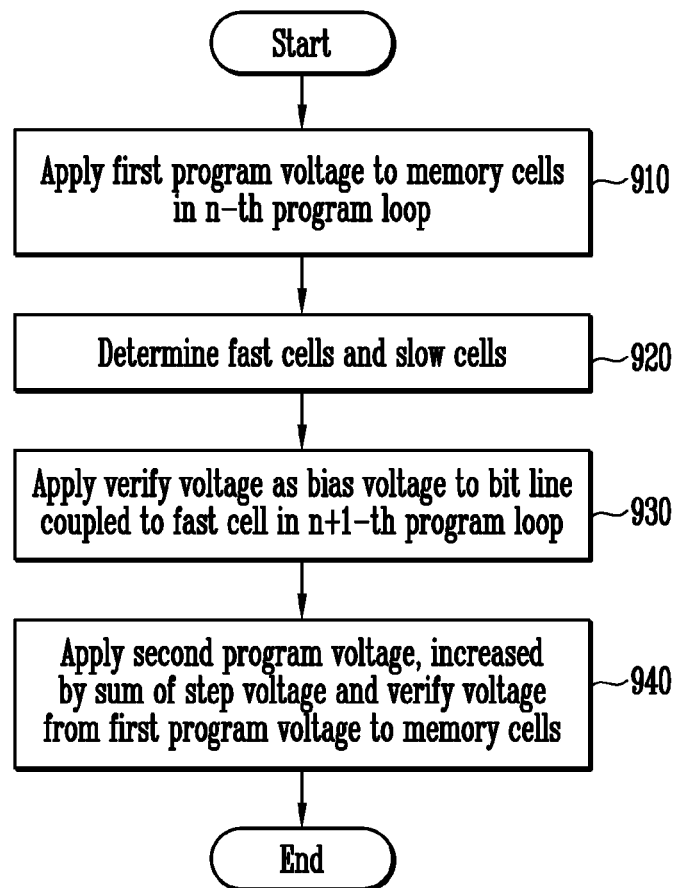 Start
Apply first program voltage to memory cells
in n-th program loop
910
Determine fast cells and slow cells
920
Apply verify voltage as bias voltage to bit line
coupled to fast cell in n+1-th program loop
930
Apply second program voltage, increased
by sum of step voltage and verify voltage
from first program voltage to memory cells
940
End